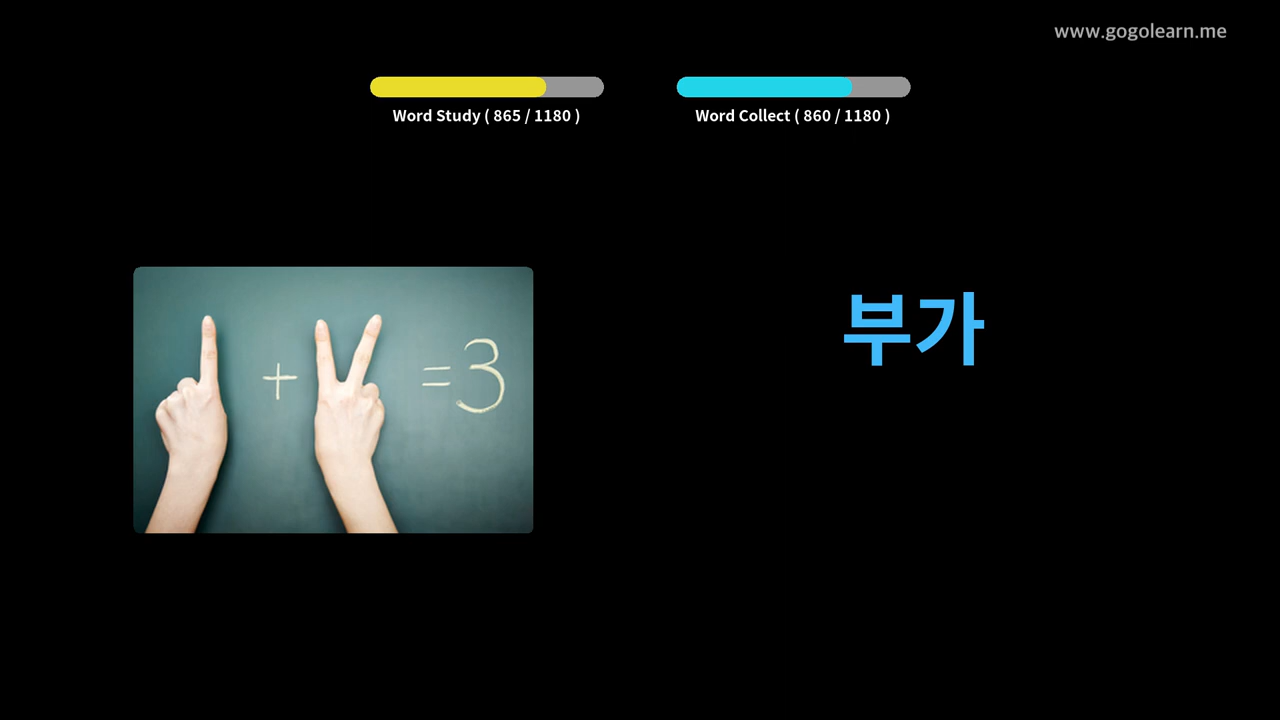 www.gogolearn.me
Word Study ( 865 / 1180 )
Word Collect ( 860 / 1180 )
+ = 3
부가